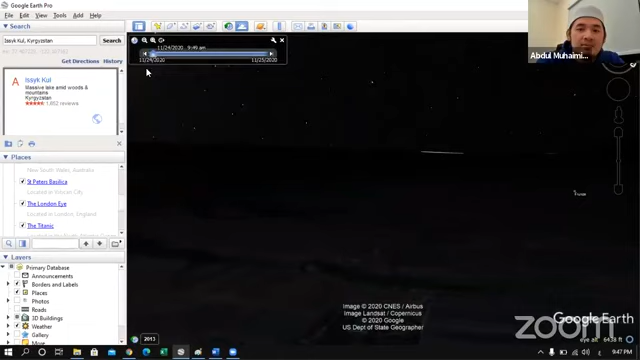 Google Earth Pro
File Edit View Tools Add Help
Search
Issyk Kul, Kyrgyzstan
Search
Get Directions History
A Issyk Kul
Massive lake amid woods &
mountains
Kyrgyzstan
1,652 reviews
Places
New South Wales, Australia
St Peters Basilica
Located in Vatican City
The London Eye
Located in London, England
The Titanic
Layers
Primary Database
Announcements
Borders and Labels
Places
Photos
Roads
3D Buildings
Weather
Gallery
More
11/24/2020 9:49 am
11/24/2020 11/25/2020
Abdul Muhaimi...
Image © 2020 CNES / Airbus
Image Landsat / Copernicus
© 2020 Google
US Dept of State Geographer
Google Earth
2013
eye alt
zoom
9:47 PM